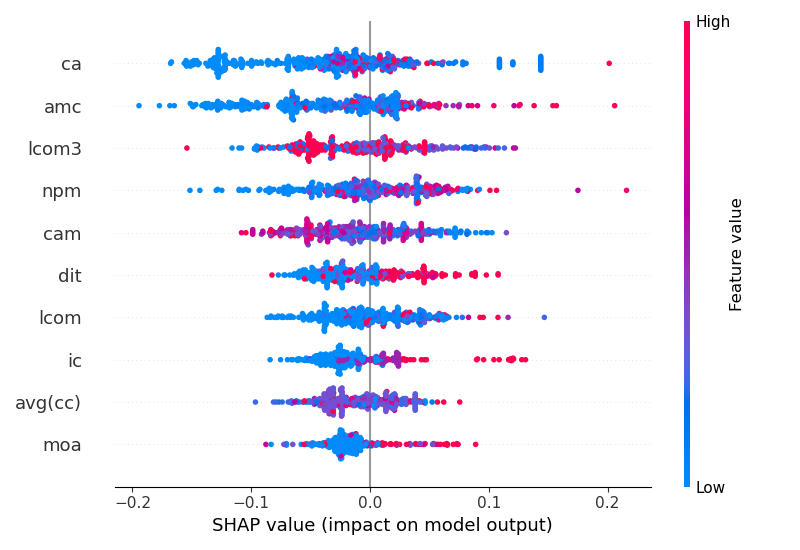 High
ca
amc
lcom3
npm
cam
dit
lcom
ic
avg(cc)
moa
Feature value
Low
−0.2 −0.1 0.0 0.1 0.2
SHAP value (impact on model output)